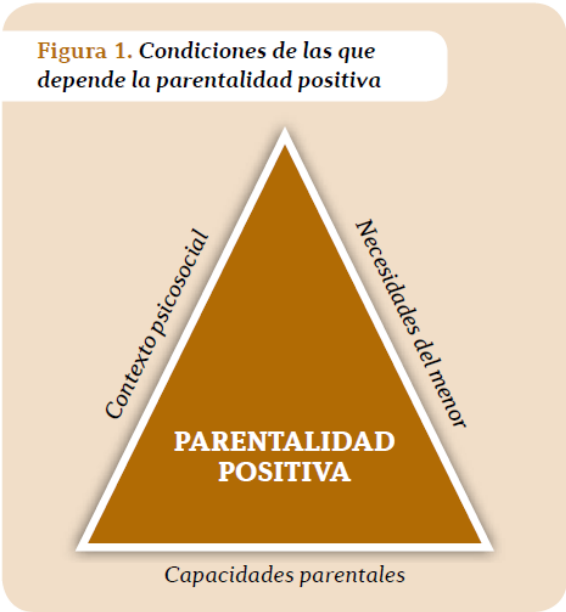 Figura 1. Condiciones de las que
depende la parentalidad positiva
Contexto psicosocial
Necesidades del menor
PARENTALIDAD
POSITIVA
Capacidades parentales